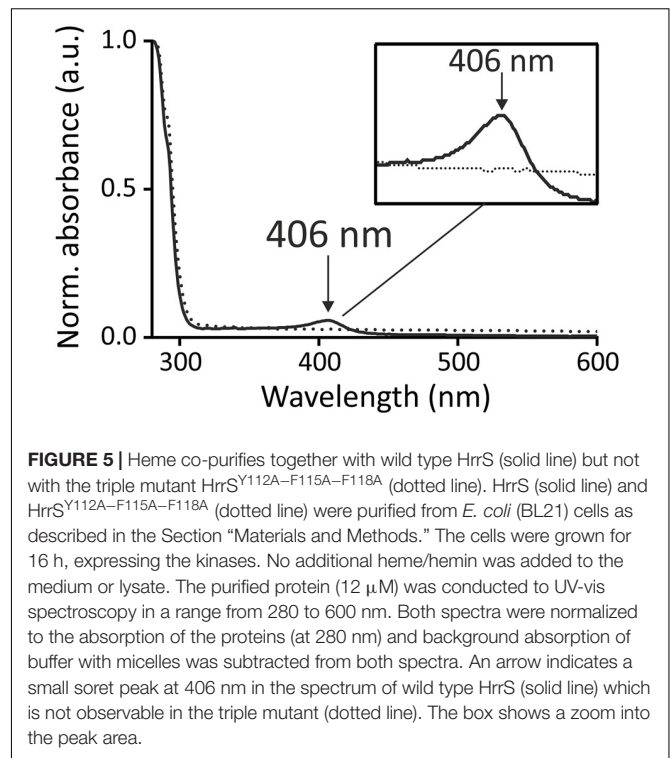 1.0
0.5
0.0
Norm. absorbance (a.u.)
406 nm
406 nm
300
400
500
600
Wavelength (nm)
FIGURE 5 | Heme co-purifies together with wild type HrrS (solid line) but not
with the triple mutant HrrS^Y112A−F115A−F118A (dotted line). HrrS (solid line) and
HrrS^Y112A−F115A−F118A (dotted line) were purified from E. coli (BL21) cells as
described in the Section “Materials and Methods.” The cells were grown for
16 h, expressing the kinases. No additional heme/hemin was added to the
medium or lysate. The purified protein (12 μM) was conducted to UV-vis
spectroscopy in a range from 280 to 600 nm. Both spectra were normalized
to the absorption of the proteins (at 280 nm) and background absorption of
buffer with micelles was subtracted from both spectra. An arrow indicates a
small soret peak at 406 nm in the spectrum of wild type HrrS (solid line) which
is not observable in the triple mutant (dotted line). The box shows a zoom into
the peak area.